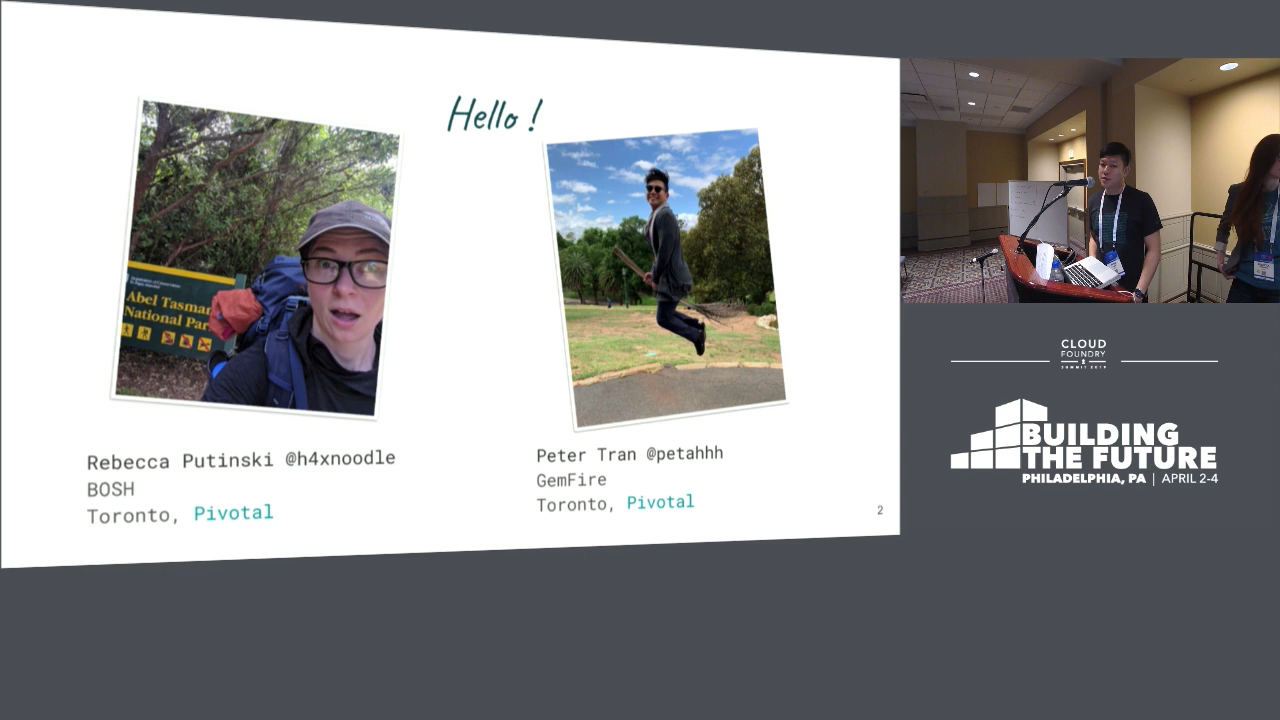 Hello !
Abel Tasman
National Par
Rebecca Putinski @h4xnoodle
BOSH
Toronto, Pivotal
Peter Tran @petahhh
GemFire
Toronto, Pivotal
2
CLOUD
FOUNDRY
SUMMIT 2019
BUILDING
THE FUTURE
PHILADELPHIA, PA | APRIL 2-4